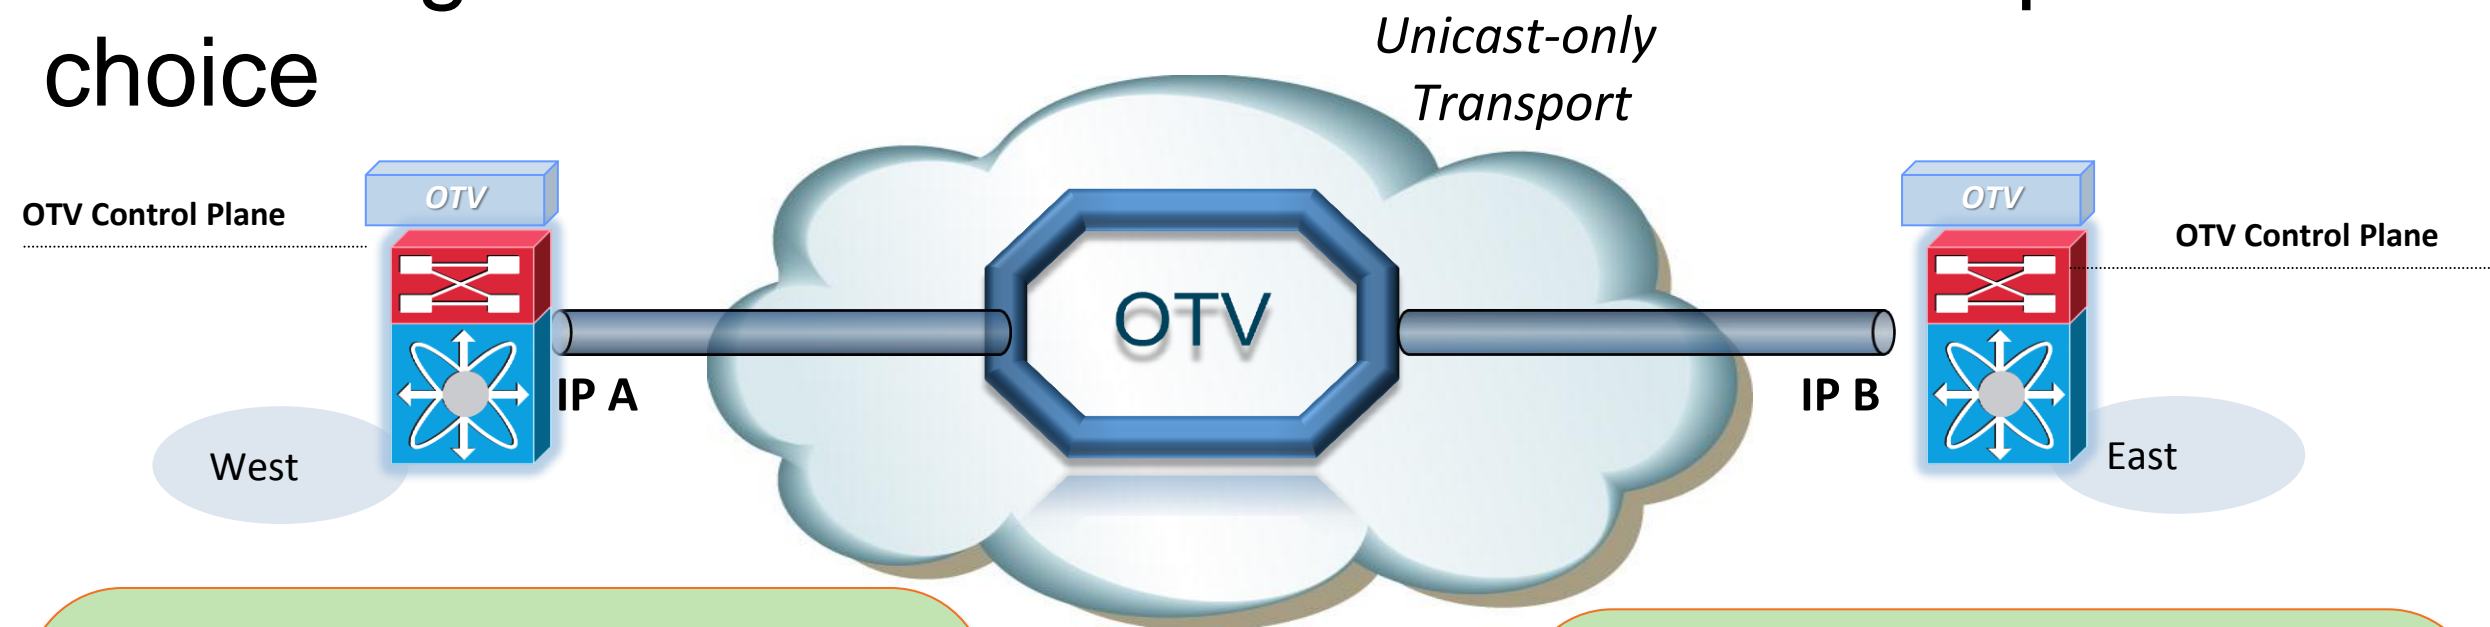 choice
Unicast-only
Transport
OTV
OTV
OTV Control Plane
OTV Control Plane
OTV
IP A
IP B
West
East